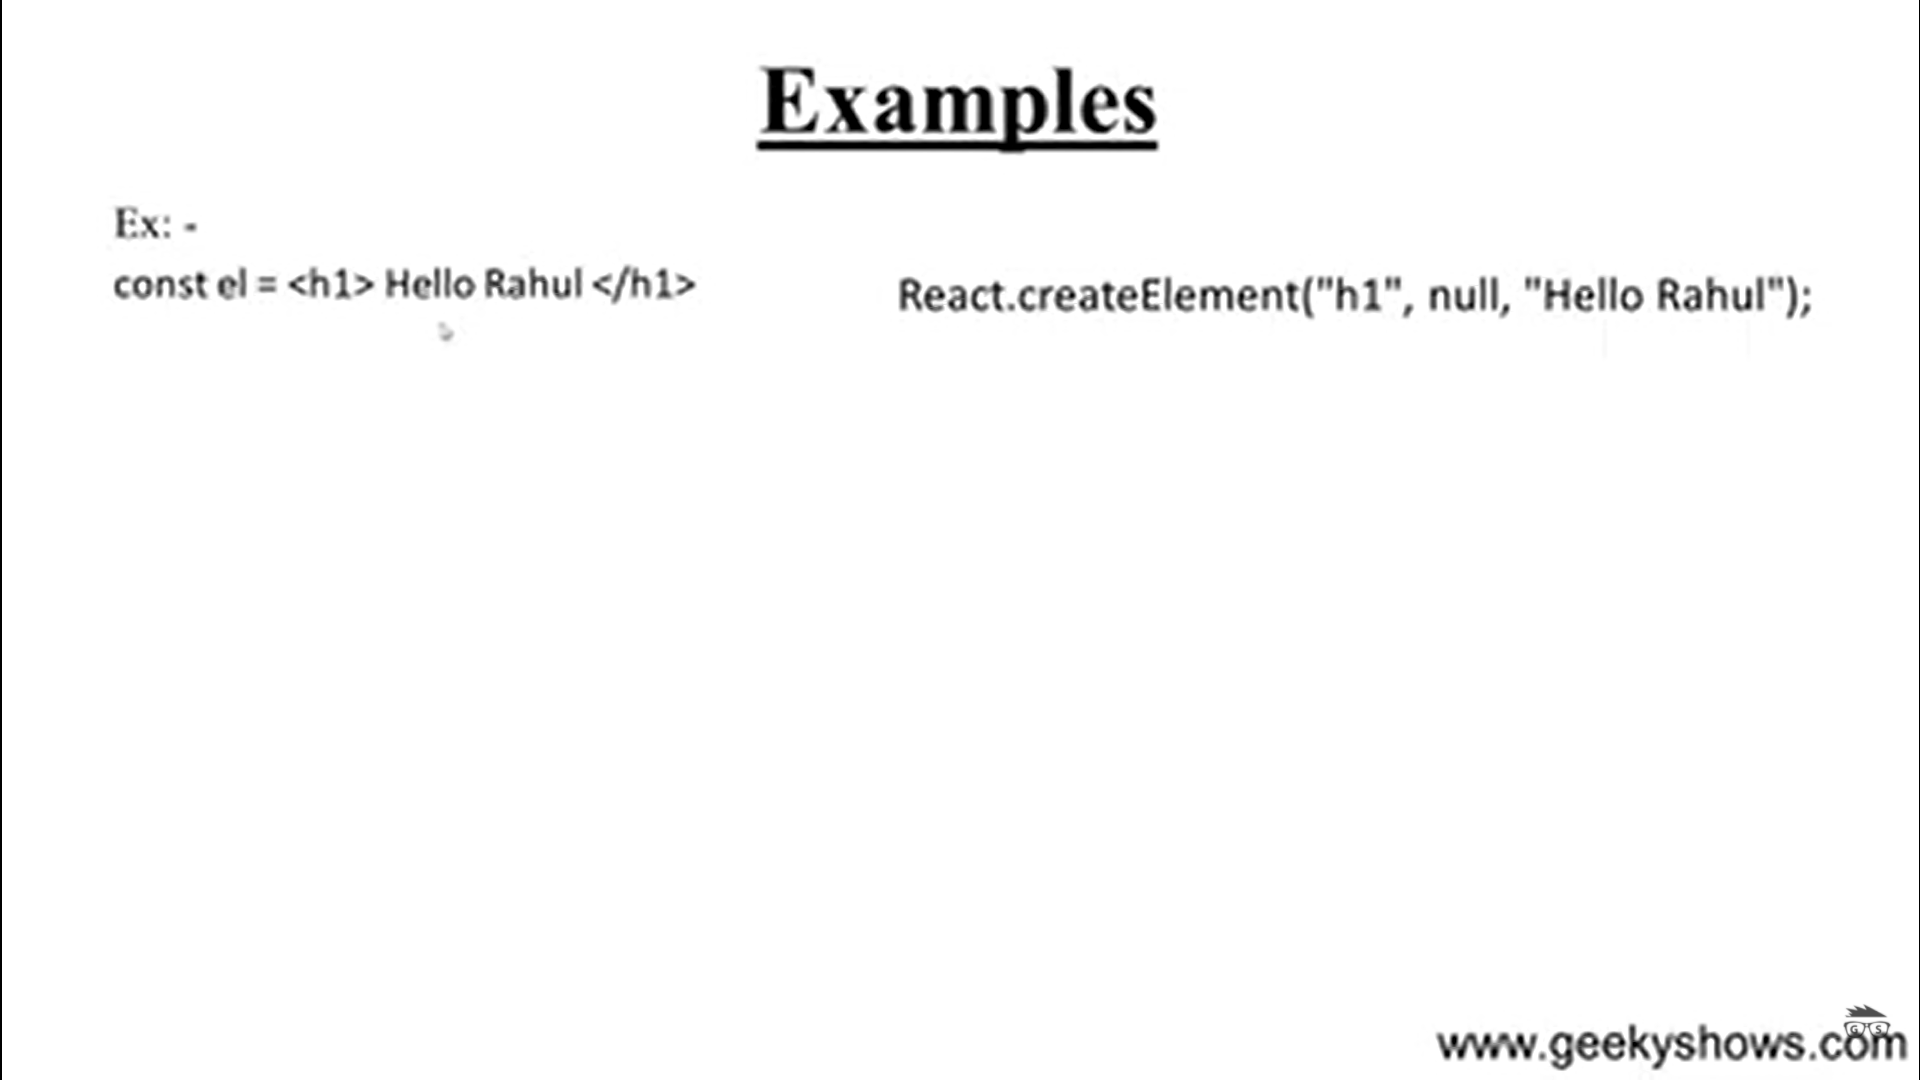 Examples
Ex: -
const el = <h1> Hello Rahul </h1>
React.createElement("h1", null, "Hello Rahul");
G S
www.geekyshows.com